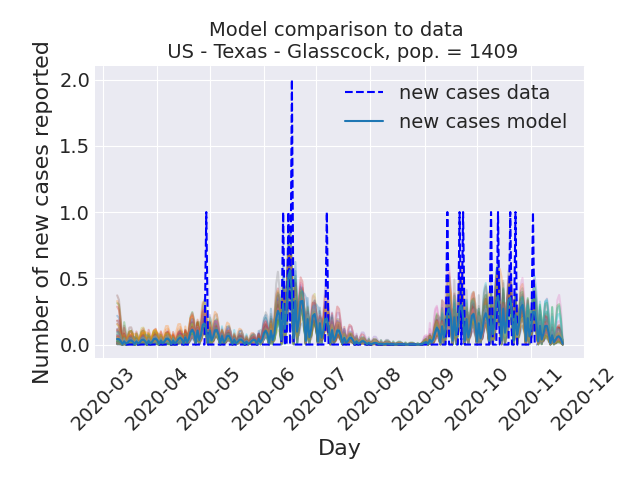 Model comparison to data
US - Texas - Glasscock, pop. = 1409
Number of new cases reported
2.0
1.5
1.0
0.5
0.0
new cases data
new cases model
2020-03
2020-04
2020-05
2020-06
2020-07
2020-08
2020-09
2020-10
2020-11
2020-12
Day